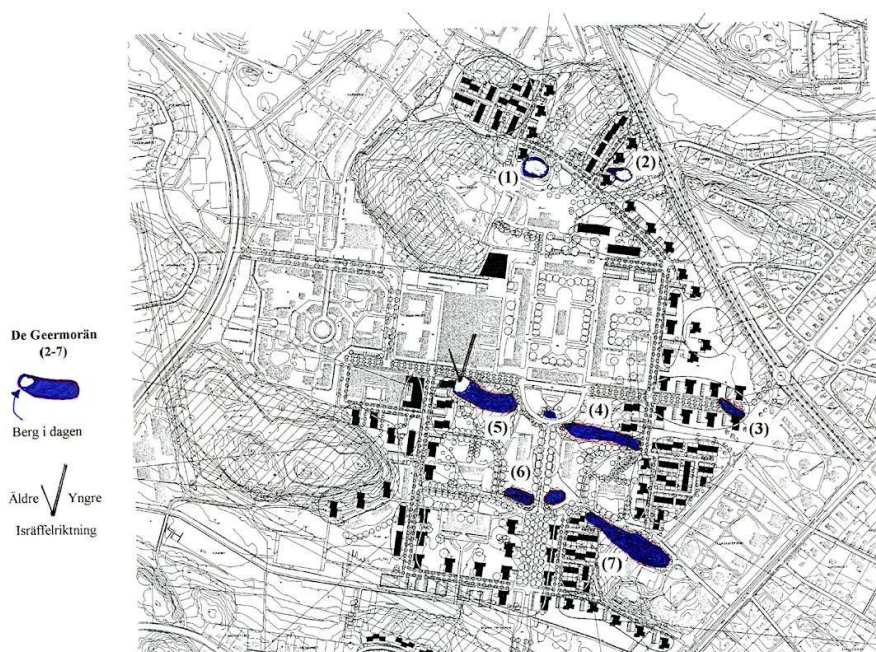 De Geermorän
(2-7)
Berg i dagen
Äldre Yngre
Isräffelriktning
(1)
(2)
(3)
(4)
(5)
(6)
(7)